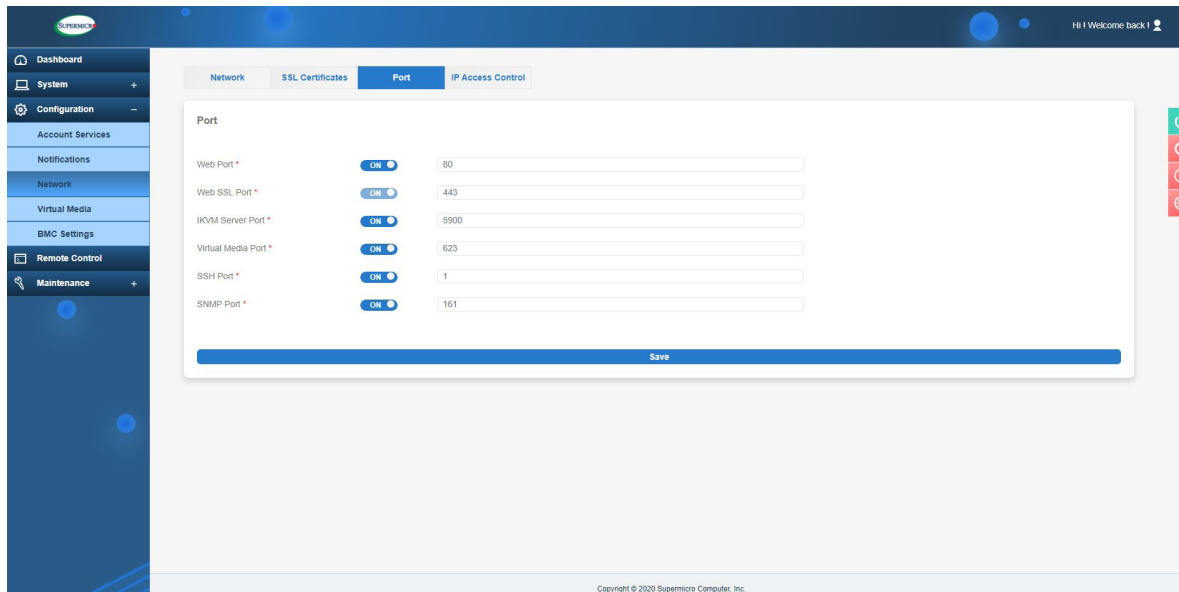 SUPERMICR
Hi ! Welcome back !
Dashboard
System +
Configuration −
Account Services
Notifications
Network
Virtual Media
BMC Settings
Remote Control
Maintenance +
Network SSL Certificates Port IP Access Control
Port
Web Port * ON 80
Web SSL Port * ON 443
IKVM Server Port * ON 5900
Virtual Media Port * ON 623
SSH Port * ON 1
SNMP Port * ON 161
Save
Copyright © 2020 Supermicro Computer, Inc.